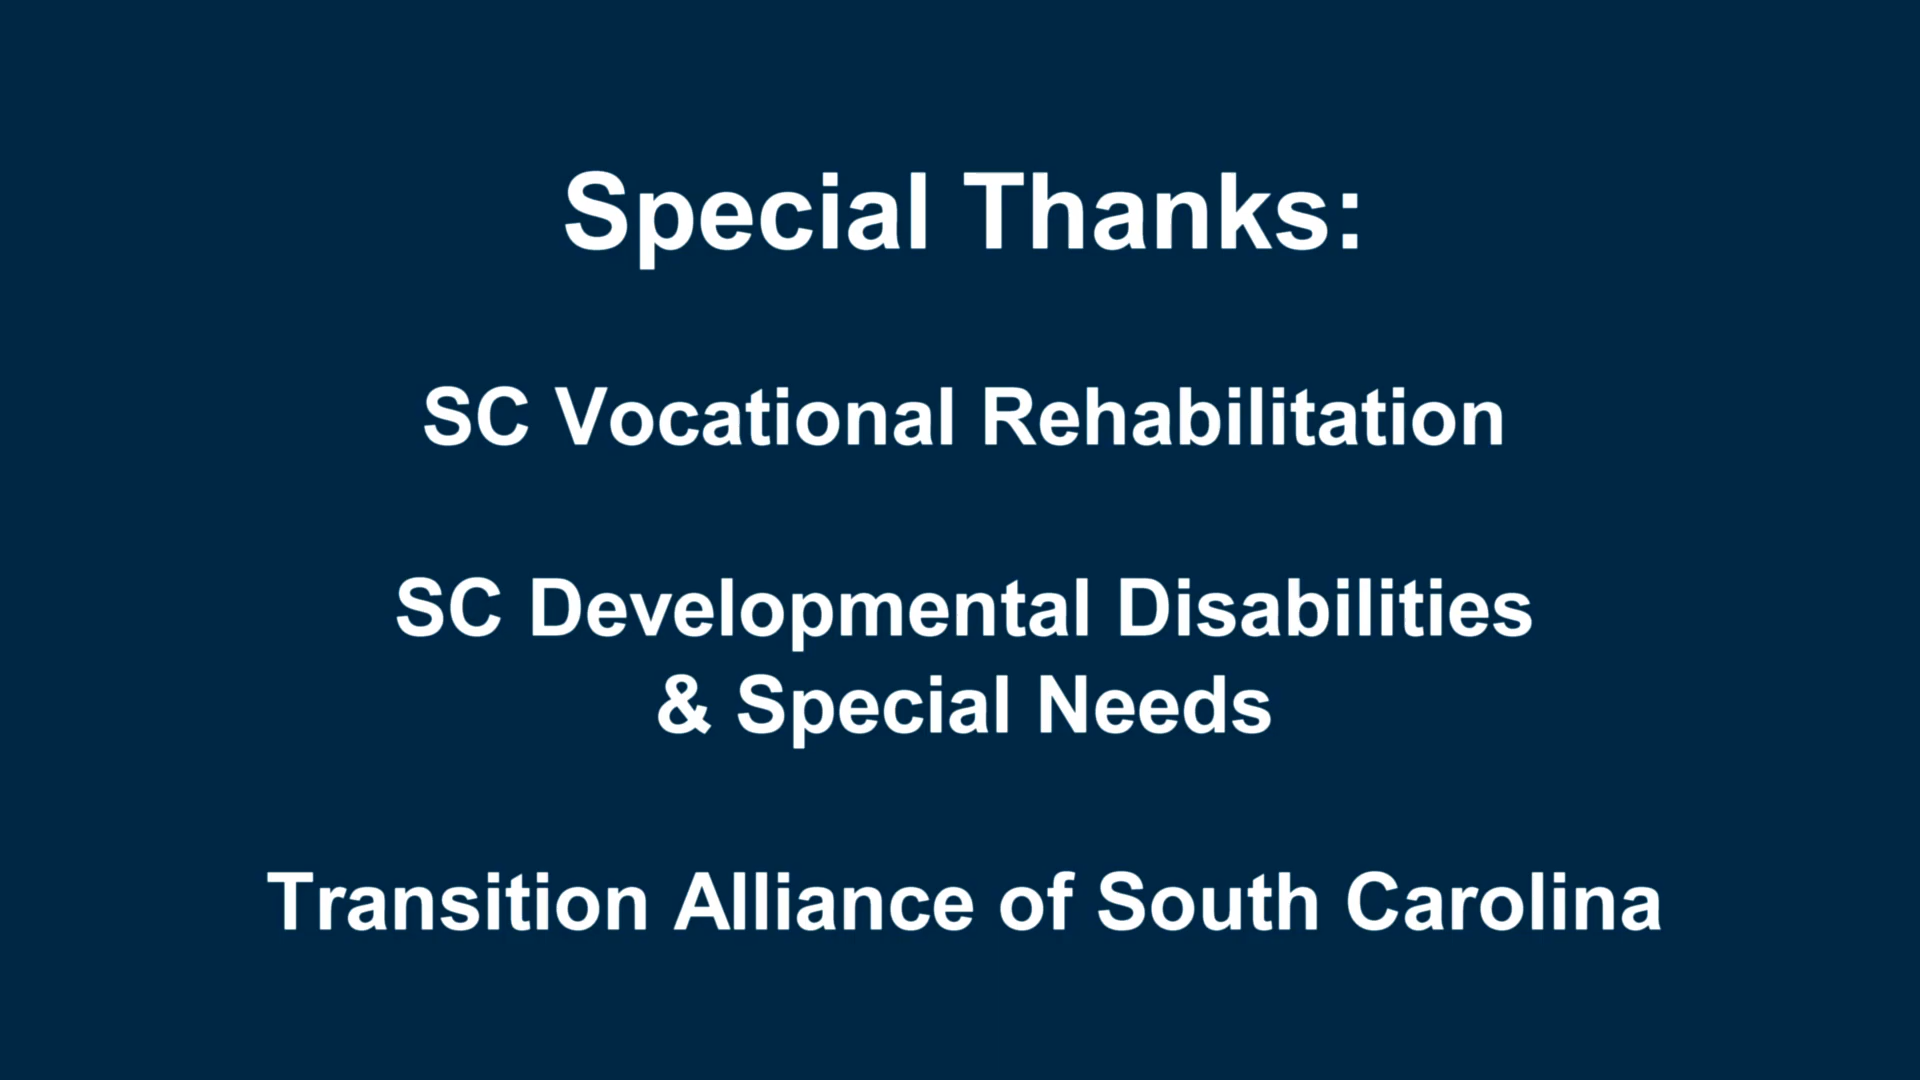 Special Thanks:
SC Vocational Rehabilitation
SC Developmental Disabilities
& Special Needs
Transition Alliance of South Carolina